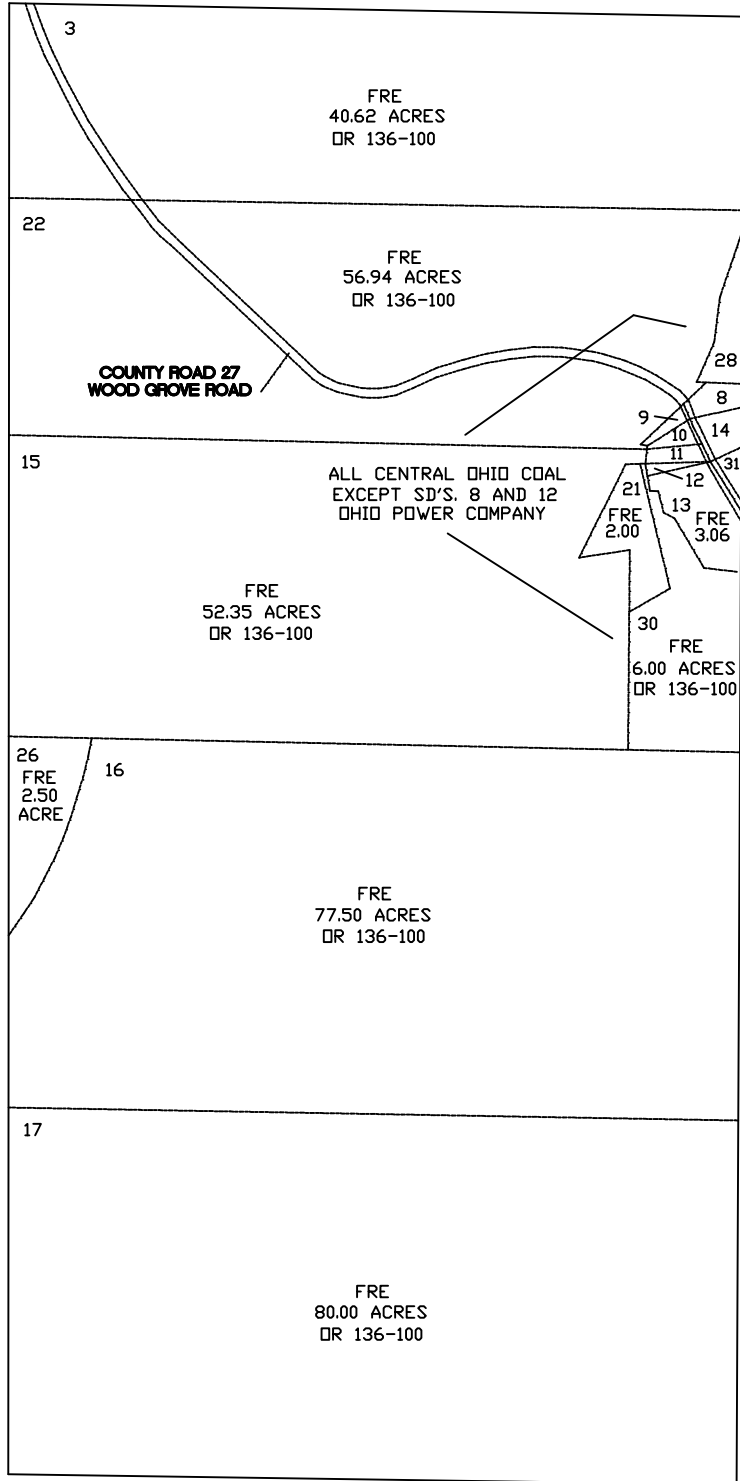 3
FRE
40.62 ACRES
OR 136-100
22
FRE
56.94 ACRES
OR 136-100
28
COUNTY ROAD 27
WOOD GROVE ROAD
8
9
14
10
11
15
31
ALL CENTRAL OHIO COAL
EXCEPT SD'S. 8 AND 12
OHIO POWER COMPANY
12
21
13
FRE
2.00
FRE
3.06
FRE
52.35 ACRES
OR 136-100
30
FRE
6.00 ACRES
OR 136-100
26
FRE
2.50
ACRE
16
FRE
77.50 ACRES
OR 136-100
17
FRE
80.00 ACRES
OR 136-100